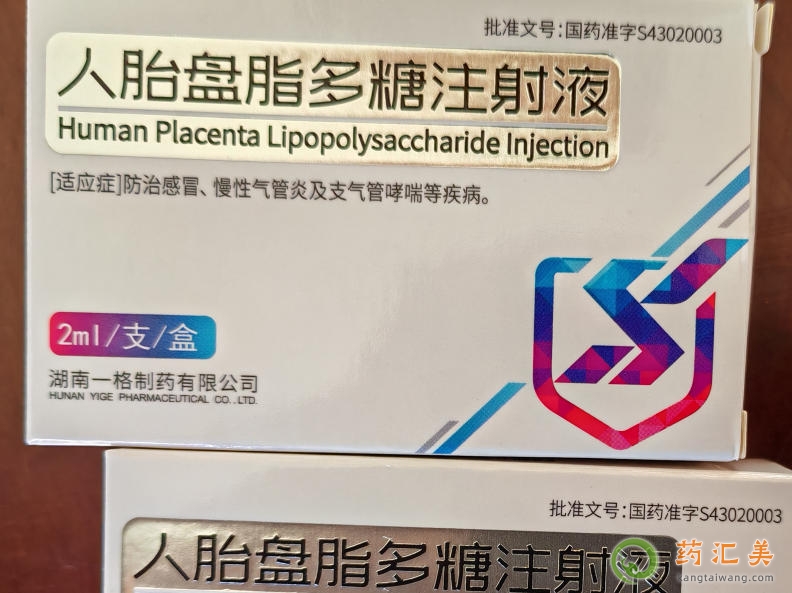 批准文号:国药准字S43020003
人胎盘脂多糖注射液
Human Placenta Lipopolysaccharide Injection
[适应症]防治感冒、慢性气管炎及支气管哮喘等疾病。
2ml/支/盒
湖南一格制药有限公司
HUNAN YIGE PHARMACEUTICAL CO.,LTD.
批准文号:国药准字S43020003
人胎盘脂多糖注射液
药汇美
kangtaiwang.com